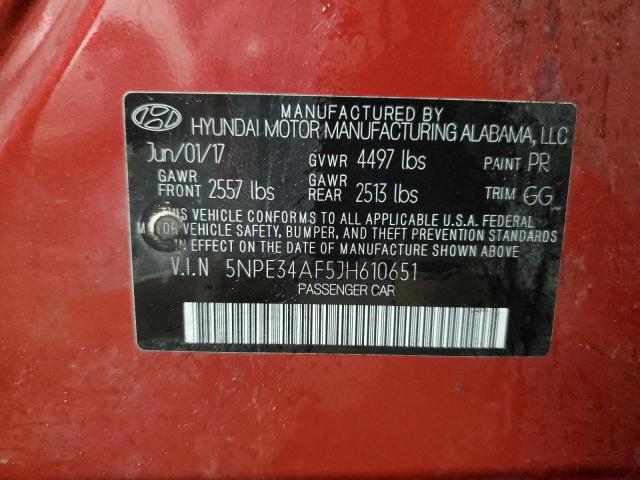 MANUFACTURED BY
HYUNDAI MOTOR MANUFACTURING ALABAMA, LLC
Jun/01/17 GVWR 4497 lbs PAINT PR
GAWR FRONT 2557 lbs GAWR REAR 2513 lbs TRIM GG
THIS VEHICLE CONFORMS TO ALL APPLICABLE U.S.A. FEDERAL
MOTOR VEHICLE SAFETY, BUMPER, AND THEFT PREVENTION STANDARDS
IN EFFECT ON THE DATE OF MANUFACTURE SHOWN ABOVE
V.I.N 5NPE34AF5JH610651
PASSENGER CAR